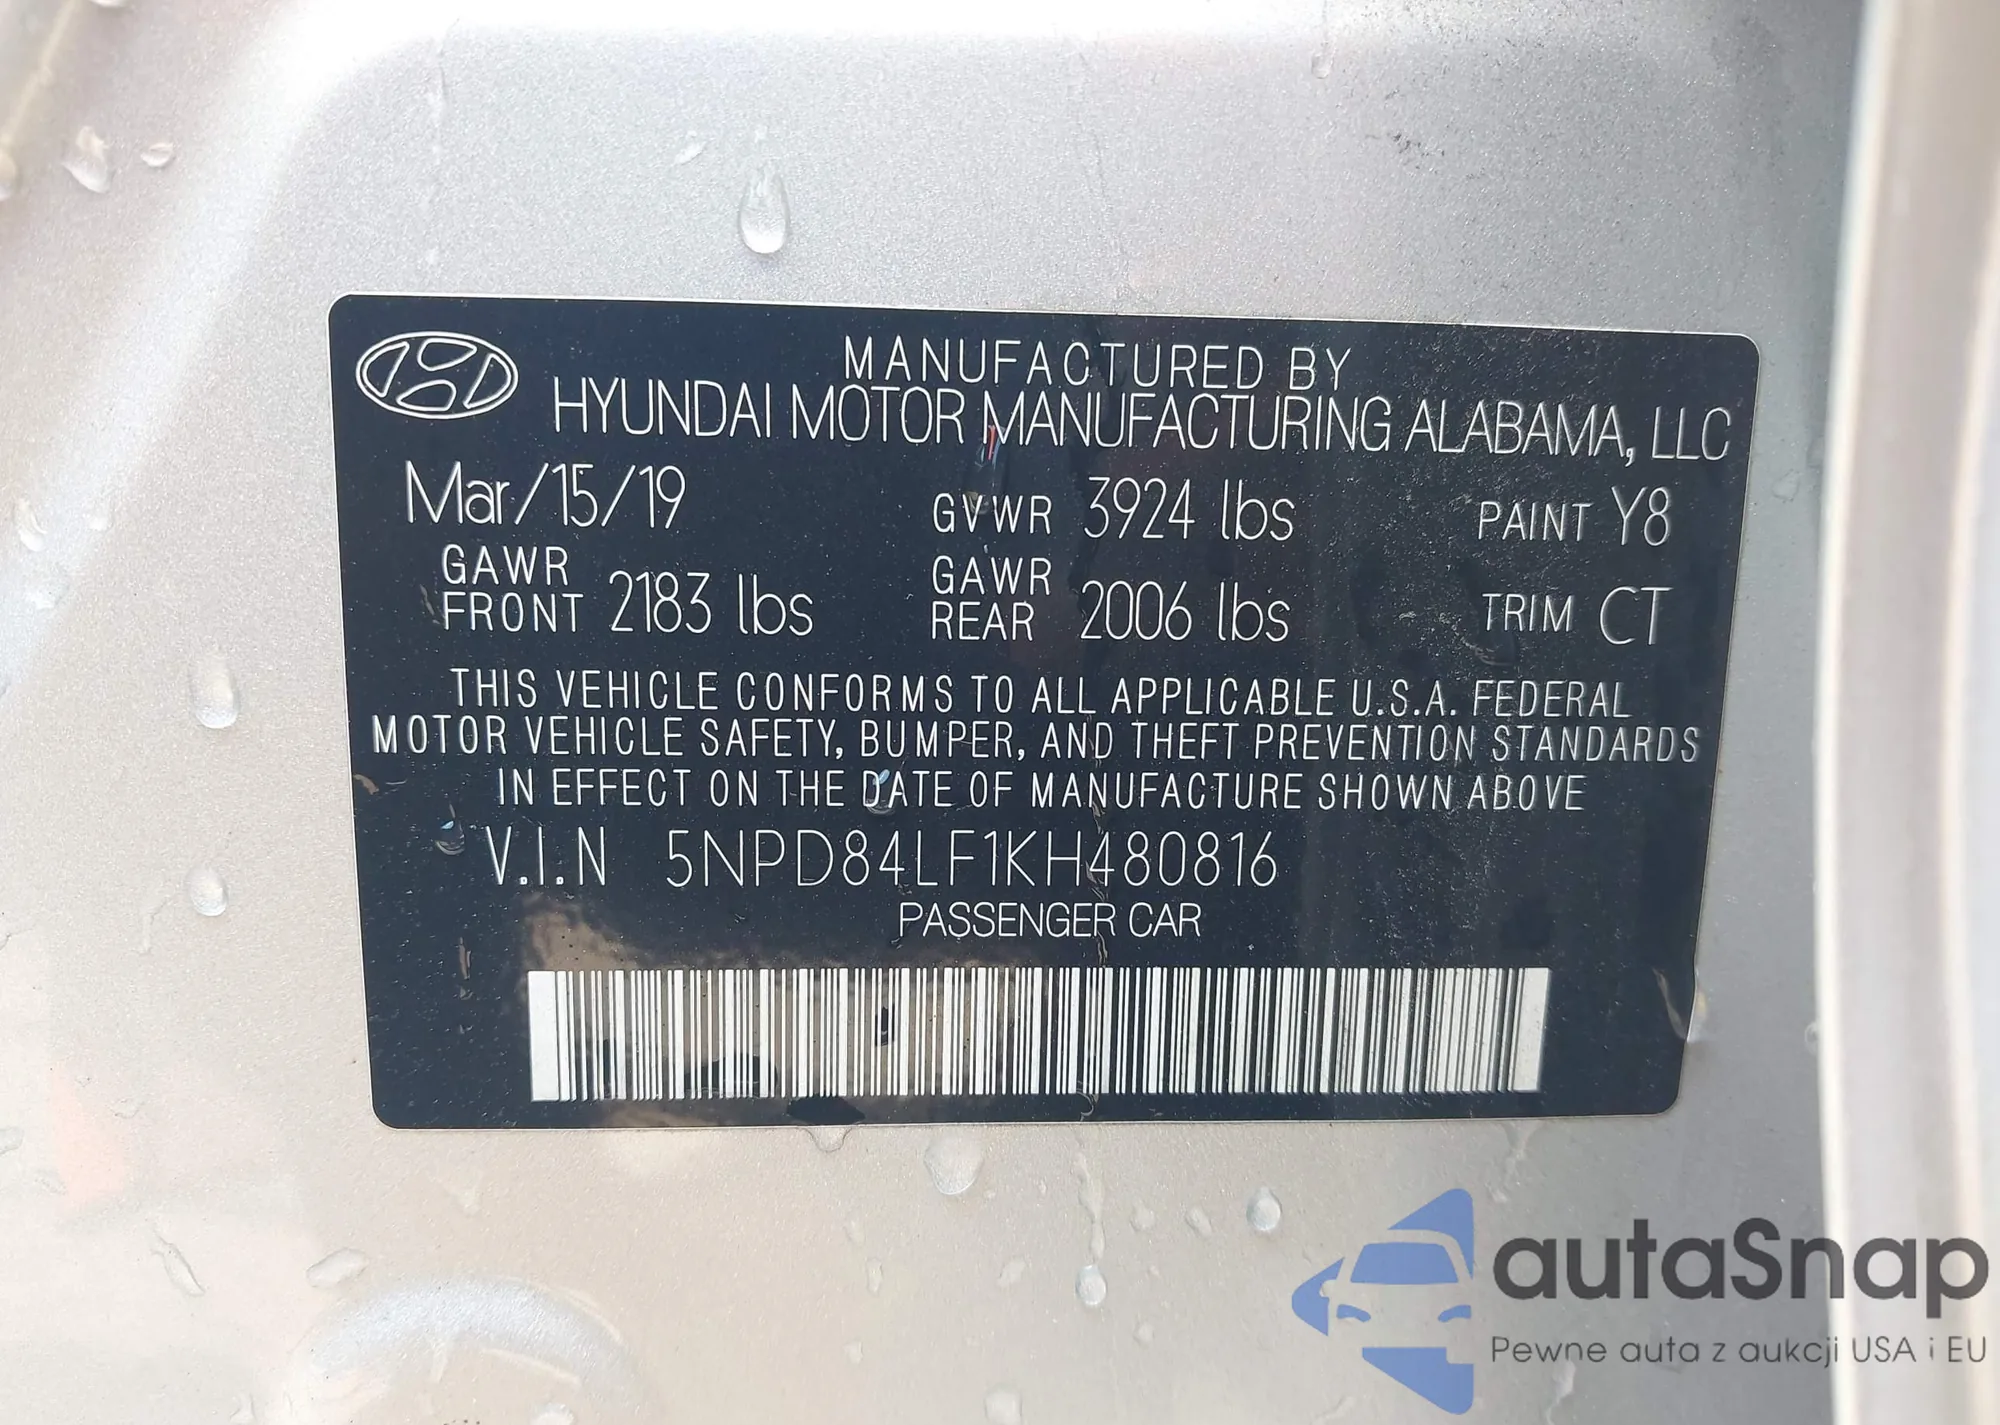 MANUFACTURED BY
HYUNDAI MOTOR MANUFACTURING ALABAMA, LLC
Mar/15/19 GVWR 3924 lbs PAINT Y8
GAWR FRONT 2183 lbs GAWR REAR 2006 lbs TRIM CT
THIS VEHICLE CONFORMS TO ALL APPLICABLE U.S.A. FEDERAL
MOTOR VEHICLE SAFETY, BUMPER, AND THEFT PREVENTION STANDARDS
IN EFFECT ON THE DATE OF MANUFACTURE SHOWN ABOVE
V.I.N 5NPD84LF1KH480816
PASSENGER CAR
autaSnap
Pewne auta z aukcji USA i EU